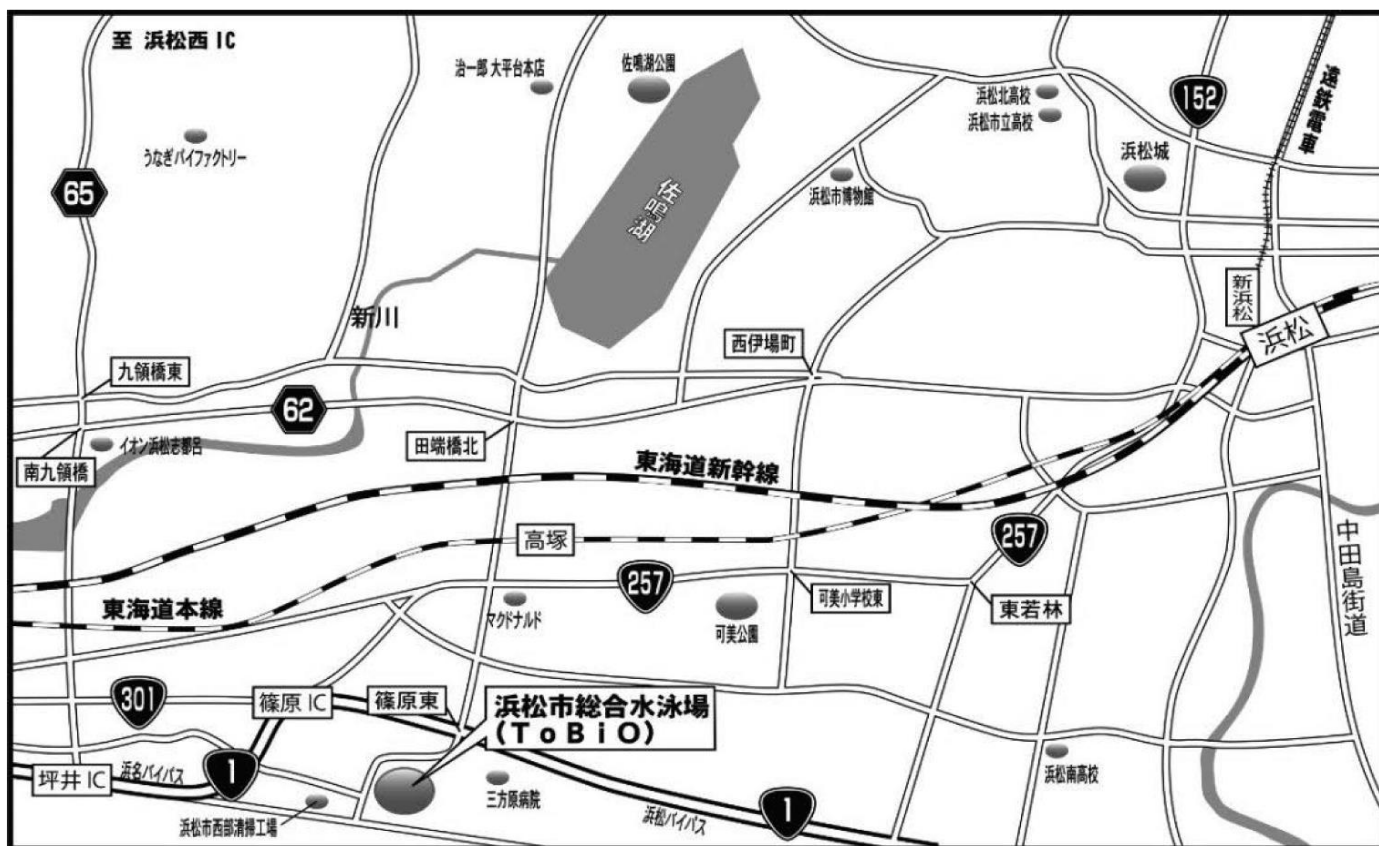 至 浜松西IC
治一郎 大平台本店
佐鳴湖公園
浜松北高校
浜松市立高校
152
遠鉄電車
うなぎパイファクトリー
浜松城
65
浜松市博物館
佐鳴湖
新川
新浜松
浜松
西伊場町
九領橋東
62
イオン浜松志都呂
田端橋北
南九領橋
東海道新幹線
高塚
257
257
中田島街道
東海道本線
マクドナルド
可美公園
可美小学校東
東若林
301
篠原IC
篠原東
浜松市総合水泳場
(ToBiO)
坪井IC
浜名バイパス
1
三方原病院
浜松南高校
浜松市西部清掃工場
浜松バイパス
1